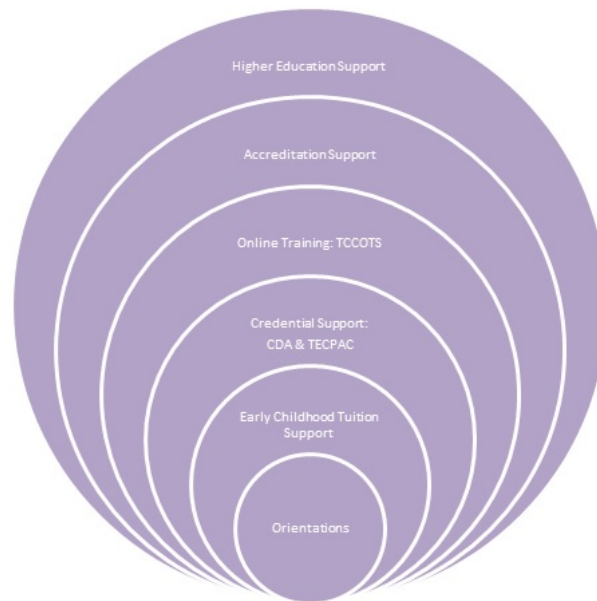 Higher Education Support
Accreditation Support
Online Training: TCCOTS
Credential Support:
CDA & TECPAC
Early Childhood Tuition
Support
Orientations